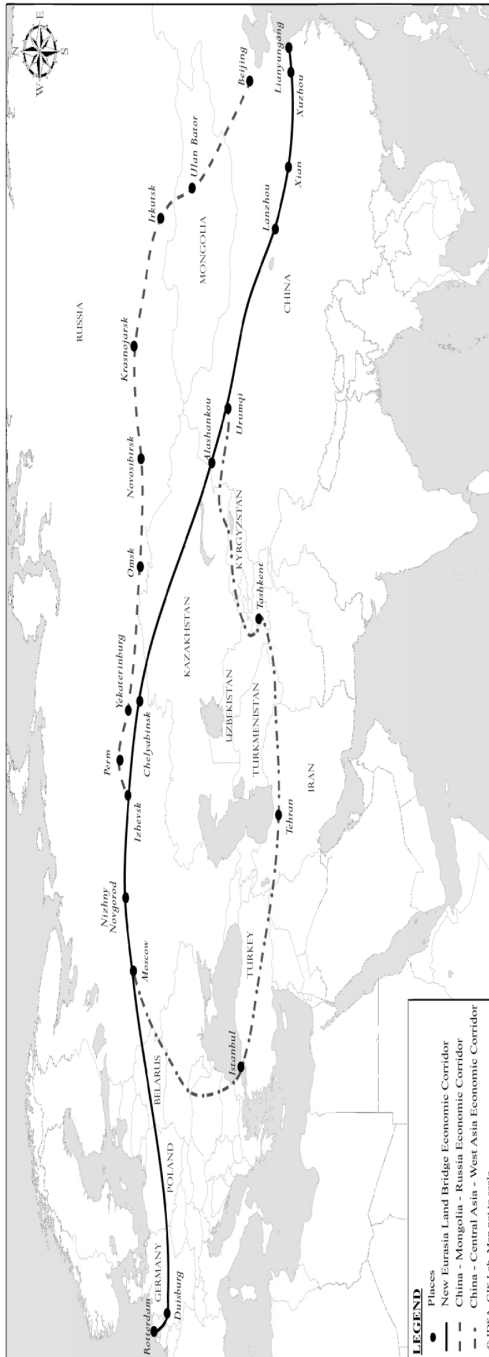 N
E
S
W
RUSSIA
Beijing
Ulan Bator
Irkutsk
MONGOLIA
Krasnojarsk
Novosibirsk
Omsk
Yekaterinburg
Perm
Chelyabinsk
Izhevsk
Nizhny
Novgorod
Moscow
Lianyungang
Xuzhou
Xian
Lanzhou
CHINA
Urumqi
Alashankou
KYRGYZSTAN
Tashkent
KAZAKHSTAN
UZBEKISTAN
TURKMENISTAN
IRAN
Tehran
TURKEY
Istanbul
BELARUS
POLAND
GERMANY
Duisburg
Rotterdam
LEGEND
Places
New Eurasia Land Bridge Economic Corridor
China - Mongolia - Russia Economic Corridor
China - Central Asia - West Asia Economic Corridor